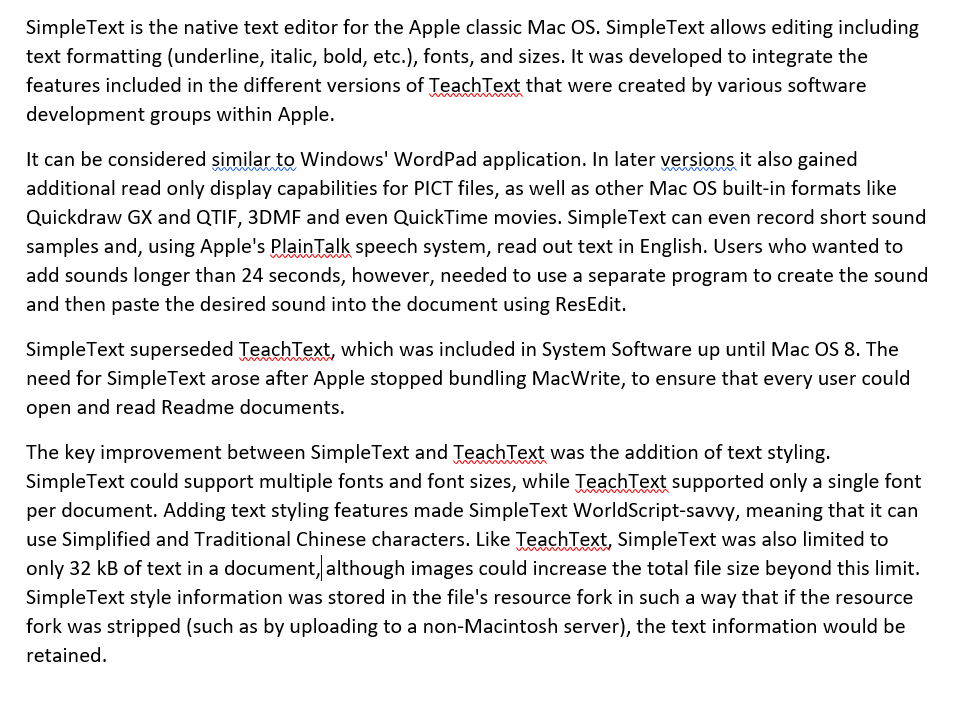 SimpleText is the native text editor for the Apple classic Mac OS. SimpleText allows editing including
text formatting (underline, italic, bold, etc.), fonts, and sizes. It was developed to integrate the
features included in the different versions of TeachText that were created by various software
development groups within Apple.
It can be considered similar to Windows' WordPad application. In later versions it also gained
additional read only display capabilities for PICT files, as well as other Mac OS built-in formats like
Quickdraw GX and QTIF, 3DMF and even QuickTime movies. SimpleText can even record short sound
samples and, using Apple's PlainTalk speech system, read out text in English. Users who wanted to
add sounds longer than 24 seconds, however, needed to use a separate program to create the sound
and then paste the desired sound into the document using ResEdit.
SimpleText superseded TeachText, which was included in System Software up until Mac OS 8. The
need for SimpleText arose after Apple stopped bundling MacWrite, to ensure that every user could
open and read Readme documents.
The key improvement between SimpleText and TeachText was the addition of text styling.
SimpleText could support multiple fonts and font sizes, while TeachText supported only a single font
per document. Adding text styling features made SimpleText WorldScript-savvy, meaning that it can
use Simplified and Traditional Chinese characters. Like TeachText, SimpleText was also limited to
only 32 kB of text in a document, although images could increase the total file size beyond this limit.
SimpleText style information was stored in the file's resource fork in such a way that if the resource
fork was stripped (such as by uploading to a non-Macintosh server), the text information would be
retained.